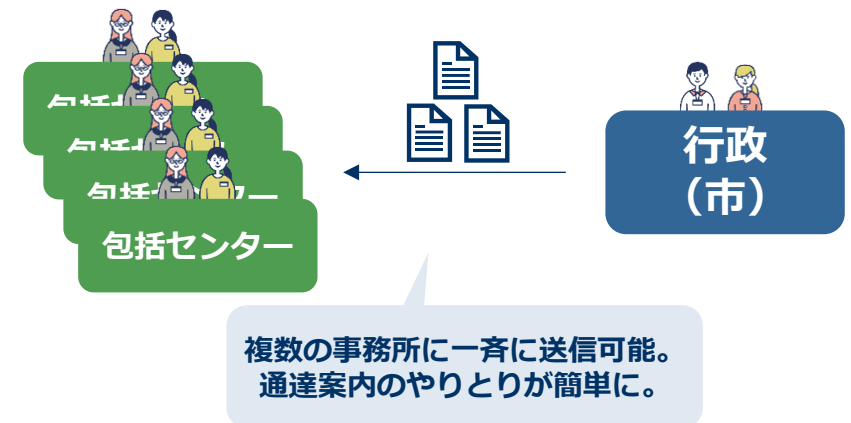 包括センター
行政
（市）
複数の事務所に一斉に送信可能。
通達案内のやりとりが簡単に。